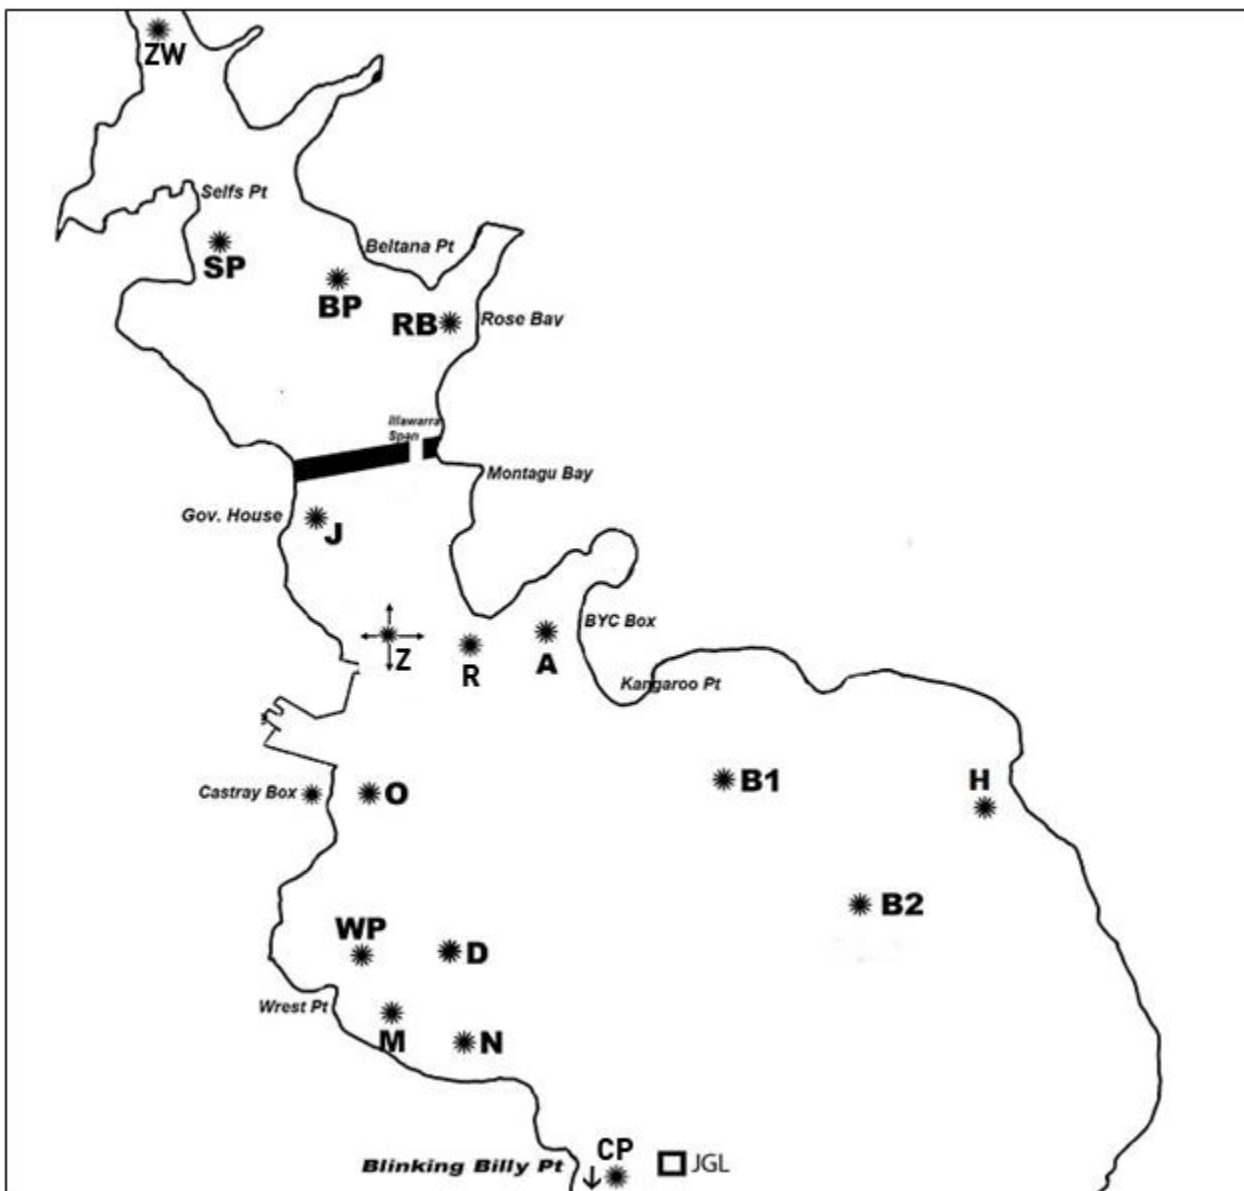 ZW
Selfs Pt
SP
Beltana Pt
BP
RB
Rose Bay
Illawarra
Span
Montagu Bay
Gov. House
J
Z
R
A
BYC Box
Kangaroo Pt
Castray Box
O
B1
H
B2
WP
D
Wrest Pt
M
N
Blinking Billy Pt
CP
JGL